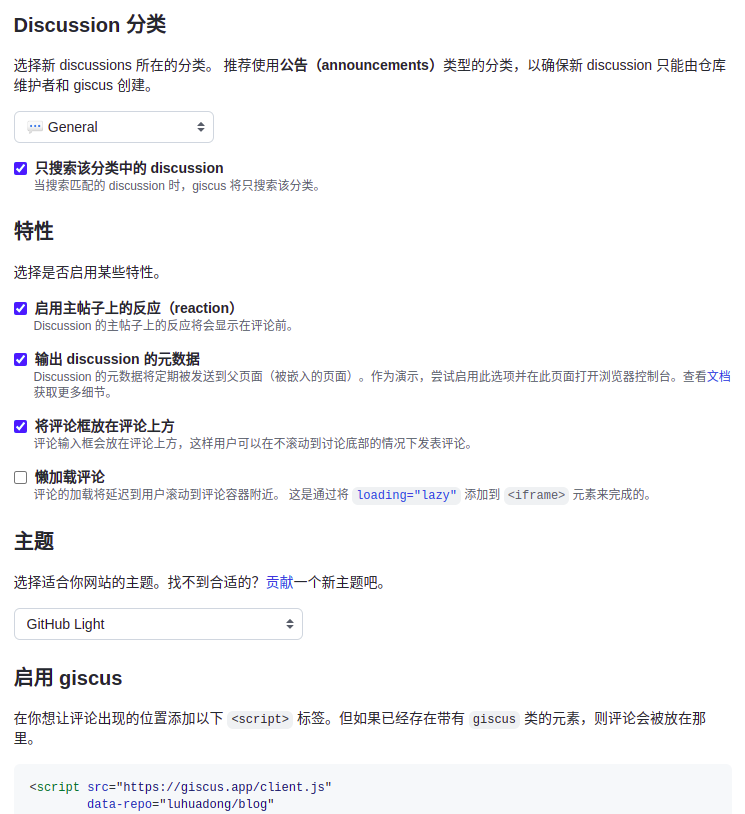 Discussion 分类
选择新 discussions 所在的分类。 推荐使用公告（announcements）类型的分类，以确保新 discussion 只能由仓库
维护者和 giscus 创建。
💬 General
只搜索该分类中的 discussion
当搜索匹配的 discussion 时，giscus 将只搜索该分类。
特性
选择是否启用某些特性。
启用主帖子上的反应（reaction）
Discussion 的主帖子上的反应将会显示在评论前。
输出 discussion 的元数据
Discussion 的元数据将定期被发送到父页面（被嵌入的页面）。作为演示，尝试启用此选项并在此页面打开浏览器控制台。查看文档
获取更多细节。
将评论框放在评论上方
评论输入框会放在评论上方，这样用户可以在不滚动到讨论底部的情况下发表评论。
懒加载评论
评论的加载将延迟到用户滚动到评论容器附近。 这是通过将 loading="lazy" 添加到 <iframe> 元素来完成的。
主题
选择适合你网站的主题。找不到合适的？贡献一个新主题吧。
GitHub Light
启用 giscus
在你想让评论出现的位置添加以下 <script> 标签。但如果已经存在带有 giscus 类的元素，则评论会被放在那
里。
<script src="https://giscus.app/client.js"
data-repo="luhuadong/blog"